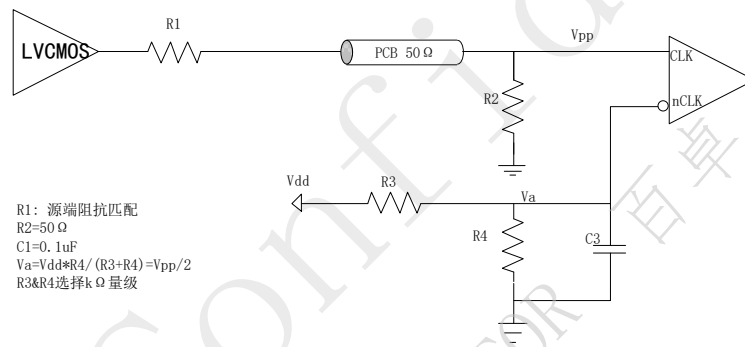 R1
LVCMOS
PCB 50Ω
Vpp
CLK
R2
nCLK
Vdd
R3
Va
R4
C3
R1: 源端阻抗匹配
R2=50Ω
C1=0.1uF
Va=Vdd*R4/(R3+R4)=Vpp/2
R3&R4选择kΩ量级
百卓